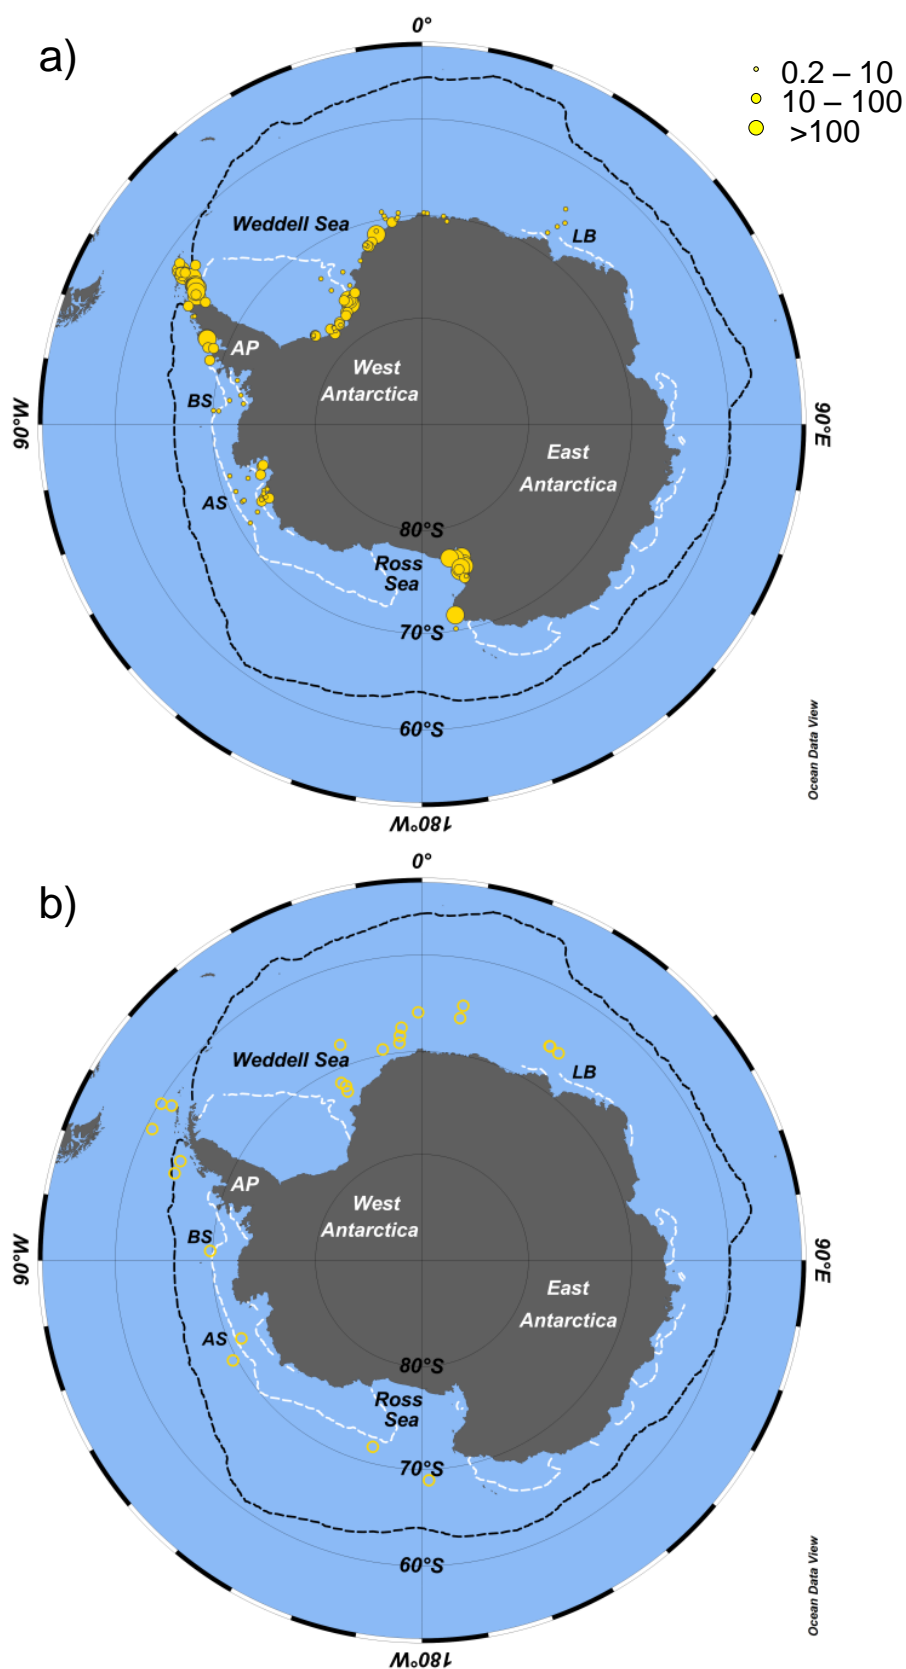 a)
0°
0.2 – 10
10 – 100
>100
Weddell Sea
LB
AP
West
Antarctica
BS
90°W
90°E
East
Antarctica
AS
80°S
Ross
Sea
70°S
60°S
Ocean Data View
180°W
b)
0°
Weddell Sea
LB
AP
West
Antarctica
BS
90°W
90°E
East
Antarctica
AS
80°S
Ross
Sea
70°S
60°S
Ocean Data View
180°W